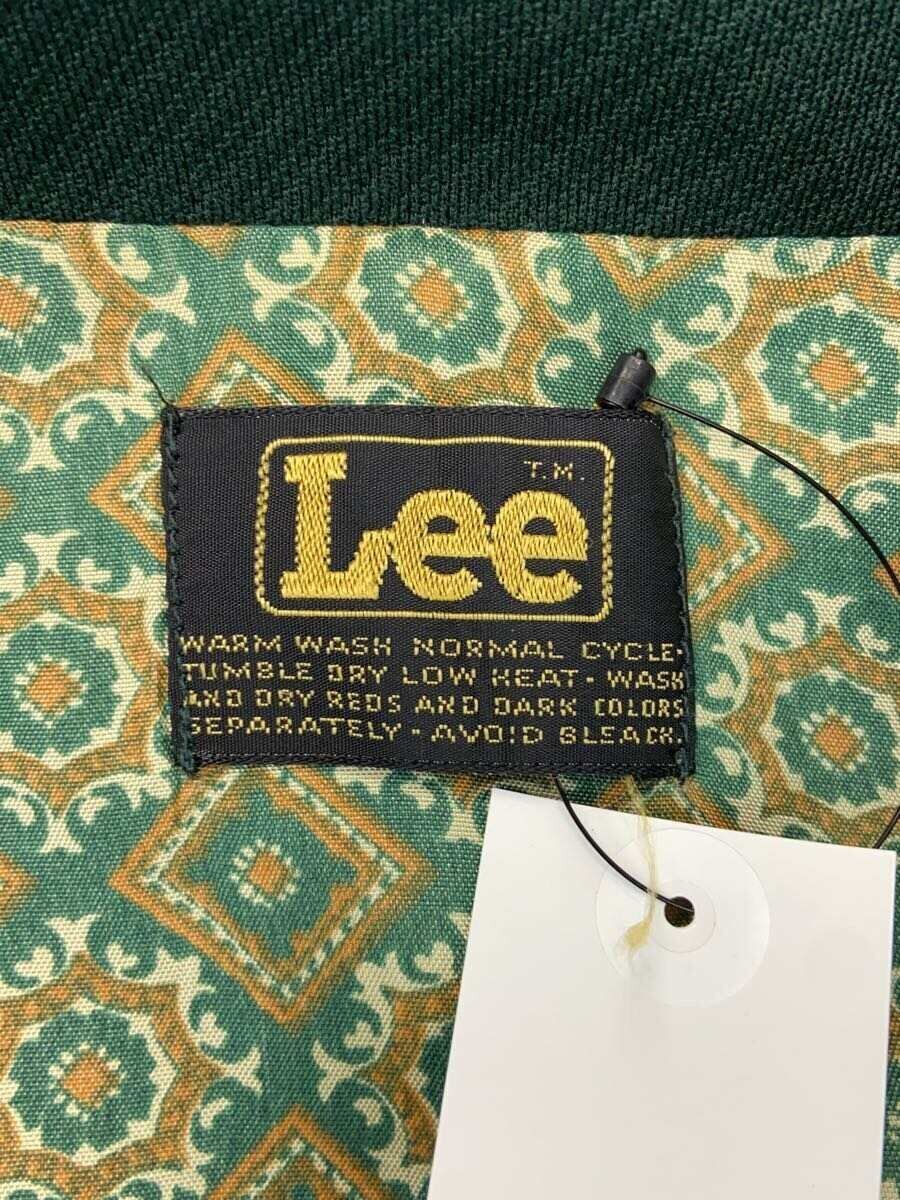 T.M.
Lee
WARM WASH NORMAL CYCLE·
TUMBLE DRY LOW HEAT · WASH
AND DRY REDS AND DARK COLORS
SEPARATELY · AVOID BLEACH.